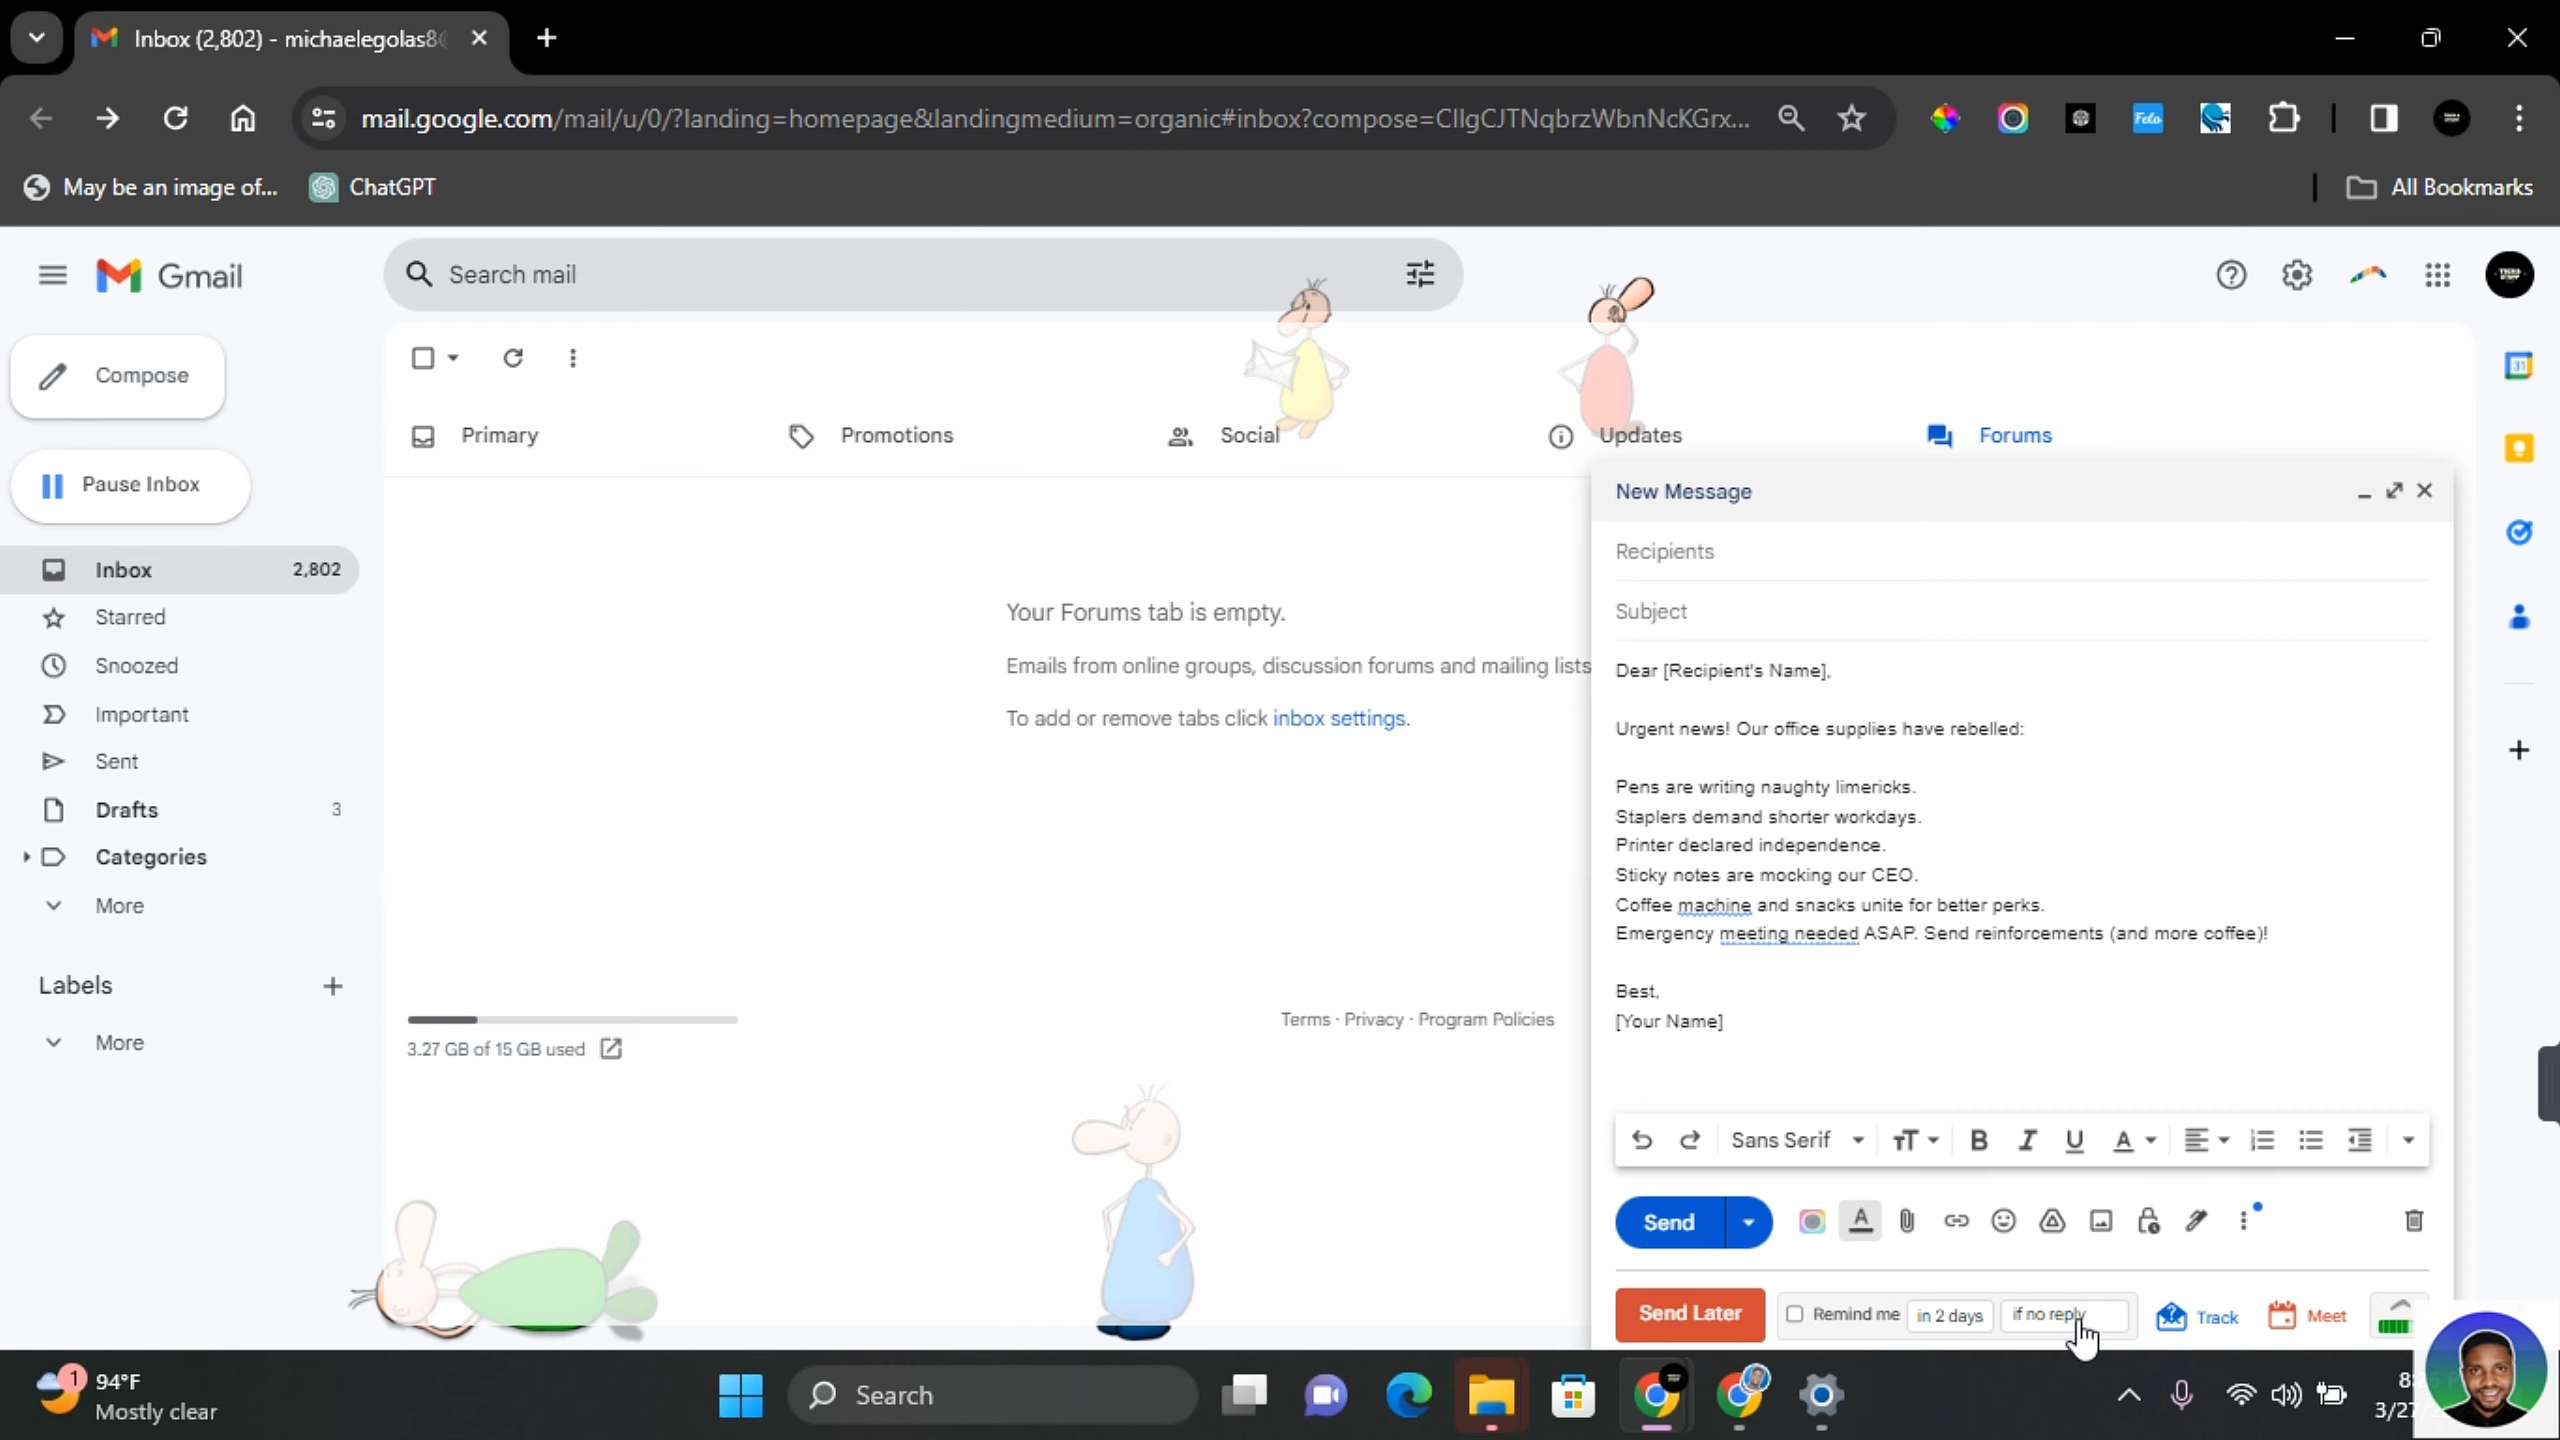 Inbox (2,802) - michaelegolas8
mail.google.com/mail/u/0/?landing=homepage&landingmedium=organic#inbox?compose=CllgCJTNqbrzWbnNcKGrx...
Felo
May be an image of...
ChatGPT
All Bookmarks
Gmail
Search mail
Compose
Pause Inbox
Inbox 2,802
Starred
Snoozed
Important
Sent
Drafts 3
Categories
More
Labels
More
Primary
Promotions
Social
Updates
Forums
Your Forums tab is empty.
Emails from online groups, discussion forums and mailing lists
To add or remove tabs click inbox settings.
3.27 GB of 15 GB used
Terms · Privacy · Program Policies
New Message
Recipients
Subject
Dear [Recipient's Name],
Urgent news! Our office supplies have rebelled:
Pens are writing naughty limericks.
Staplers demand shorter workdays.
Printer declared independence.
Sticky notes are mocking our CEO.
Coffee machine and snacks unite for better perks.
Emergency meeting needed ASAP. Send reinforcements (and more coffee)!
Best,
[Your Name]
Sans Serif
Send
Send Later
Remind me in 2 days if no reply
Track
Meet
31
1
94°F
Mostly clear
Search
8:
3/27